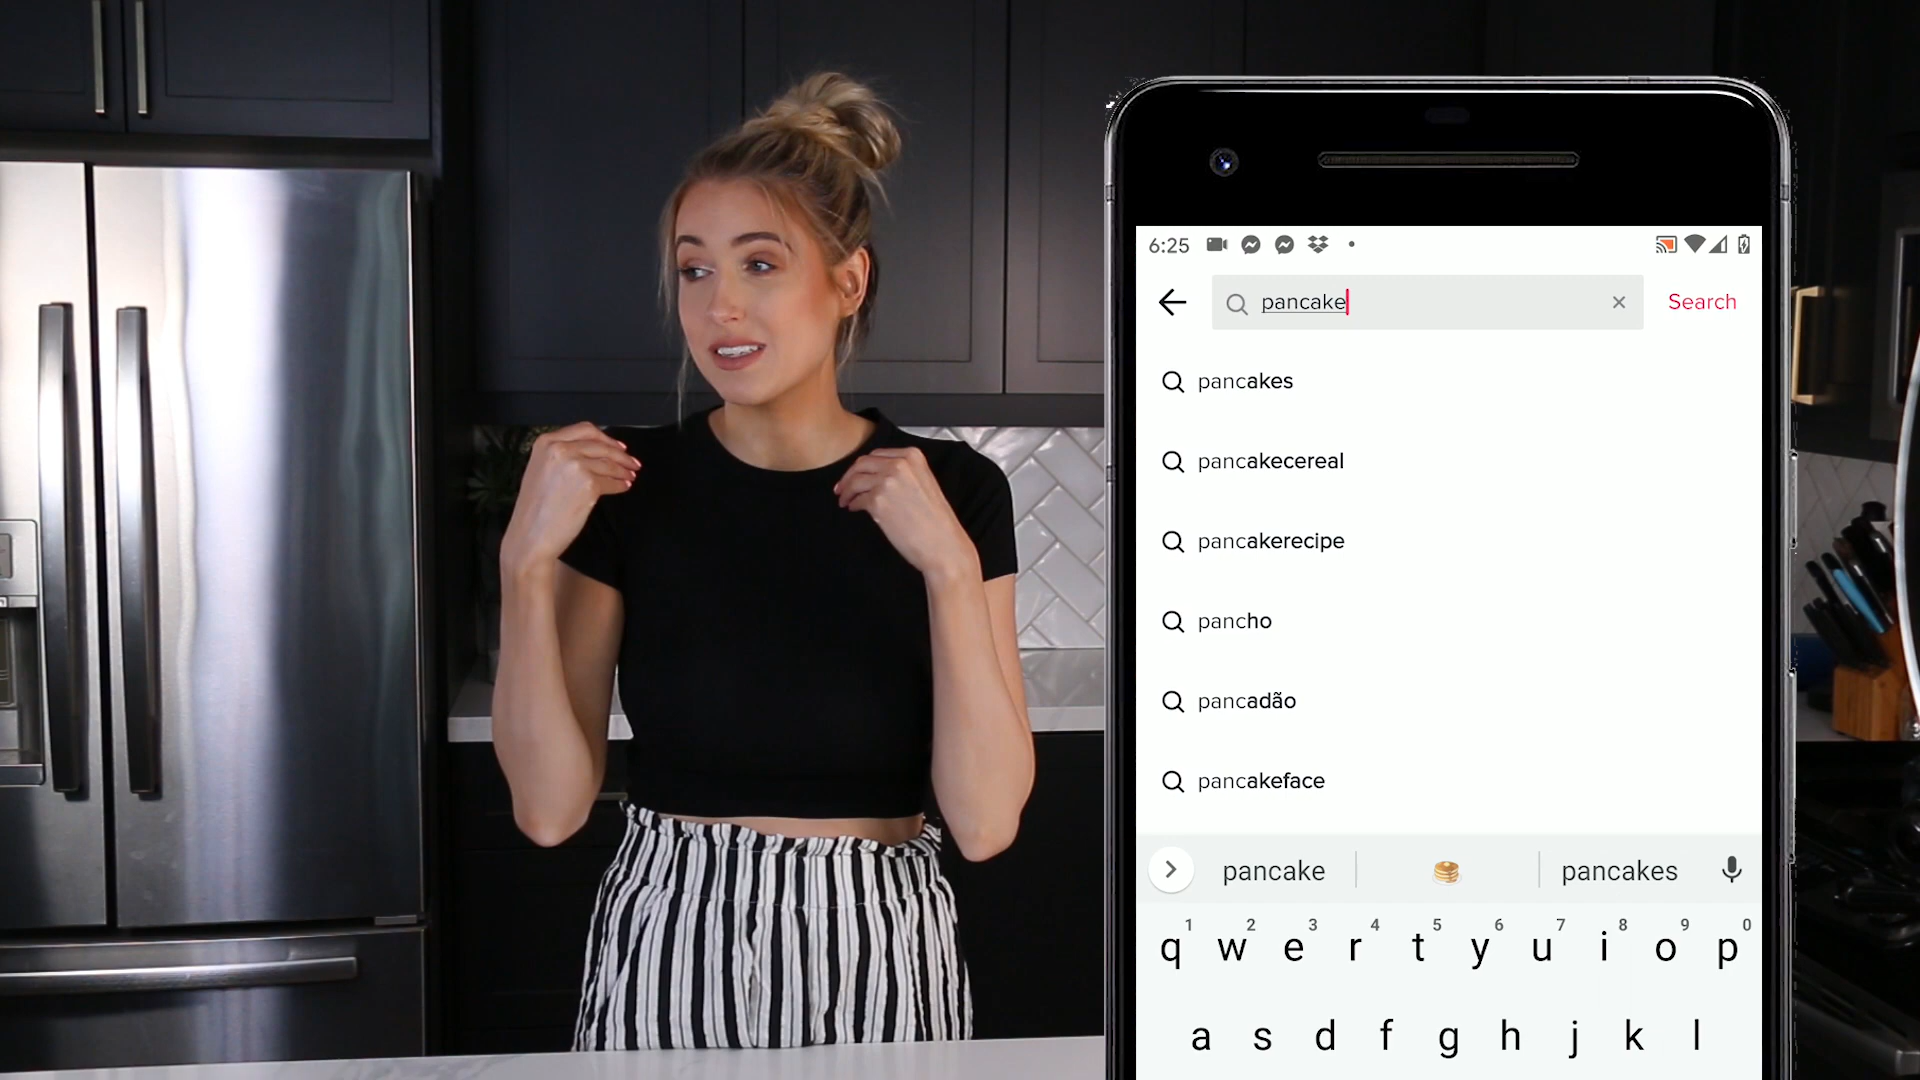 6:25
pancake
Search
pancakes
pancakecereal
pancakerecipe
pancho
pancadão
pancakeface
pancake pancakes
1 2 3 4 5 6 7 8 9 0
q w e r t y u i o p
a s d f g h j k l